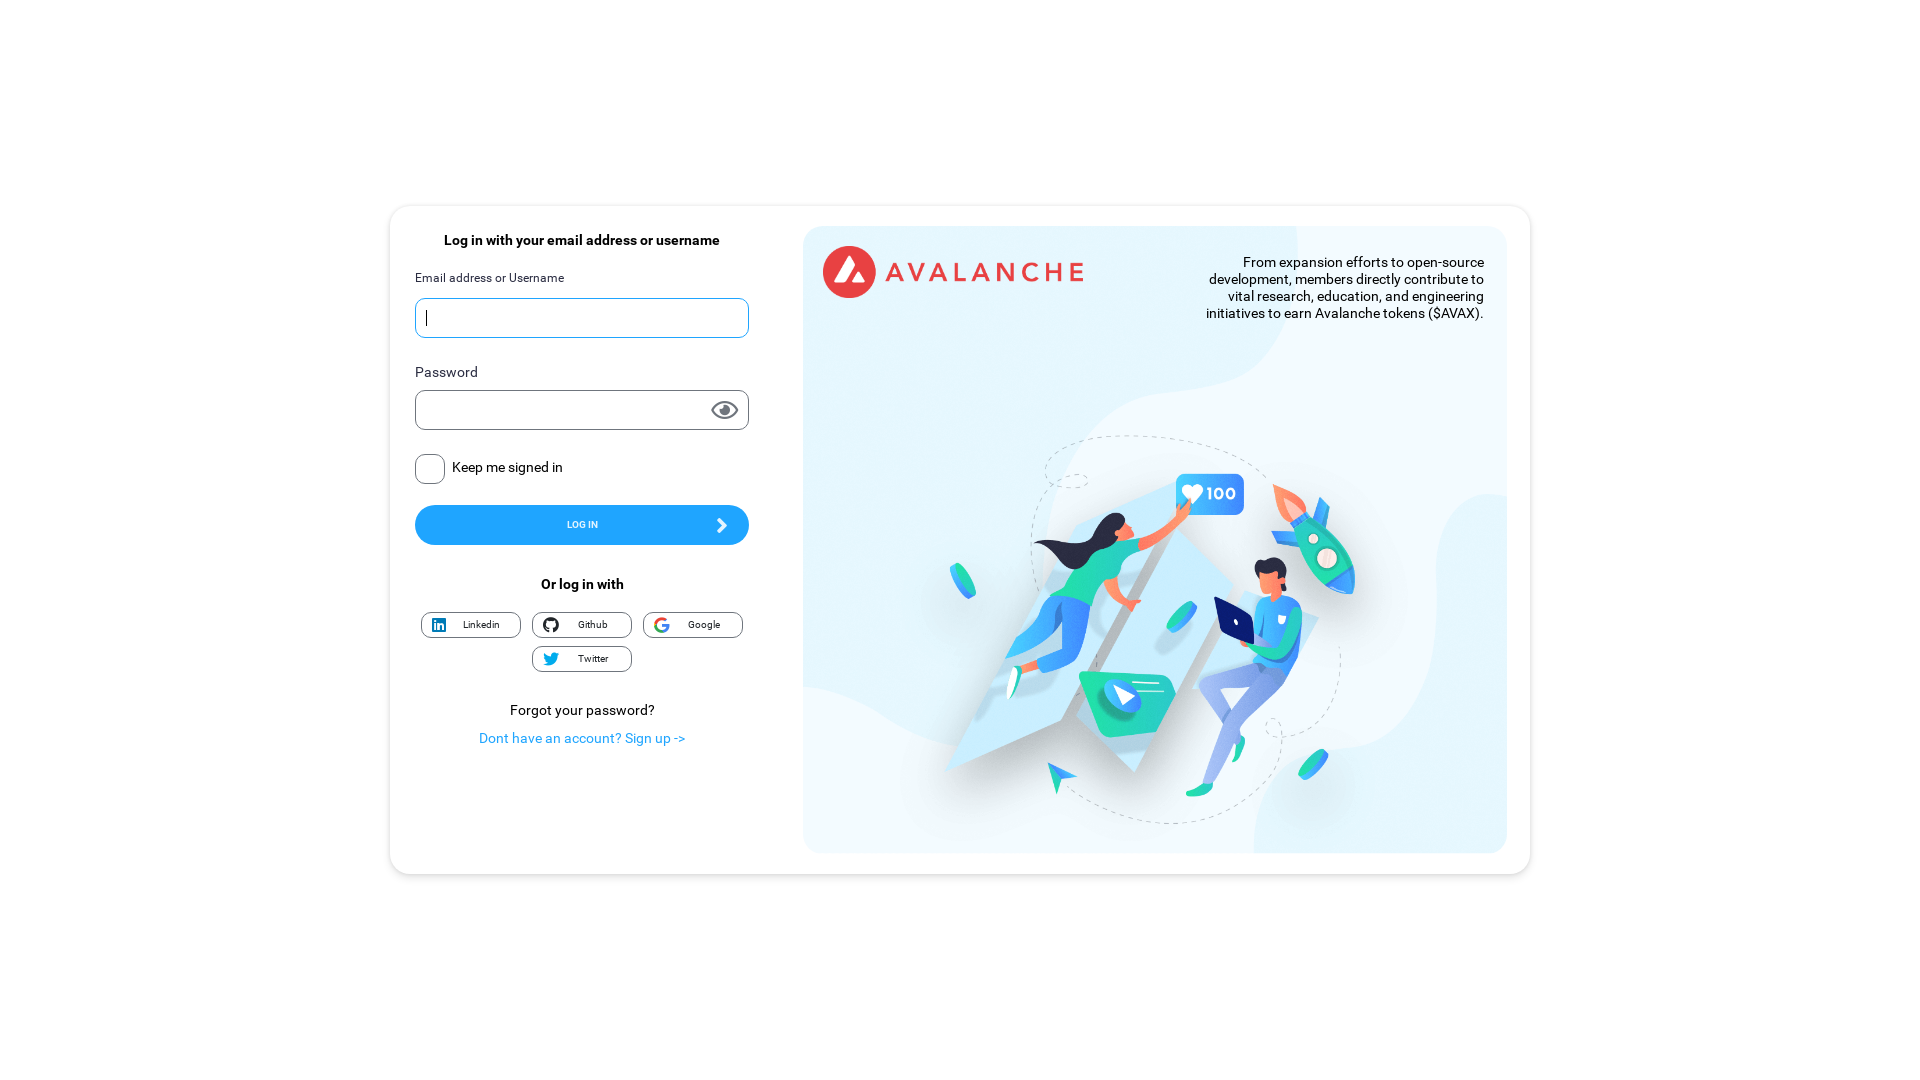 Log in with your email address or username
Email address or Username
Password
Keep me signed in
LOG IN
Or log in with
Linkedin
Github
Google
Twitter
Forgot your password?
Dont have an account? Sign up ->
AVALANCHE
From expansion efforts to open-source
development, members directly contribute to
vital research, education, and engineering
initiatives to earn Avalanche tokens ($AVAX).
100